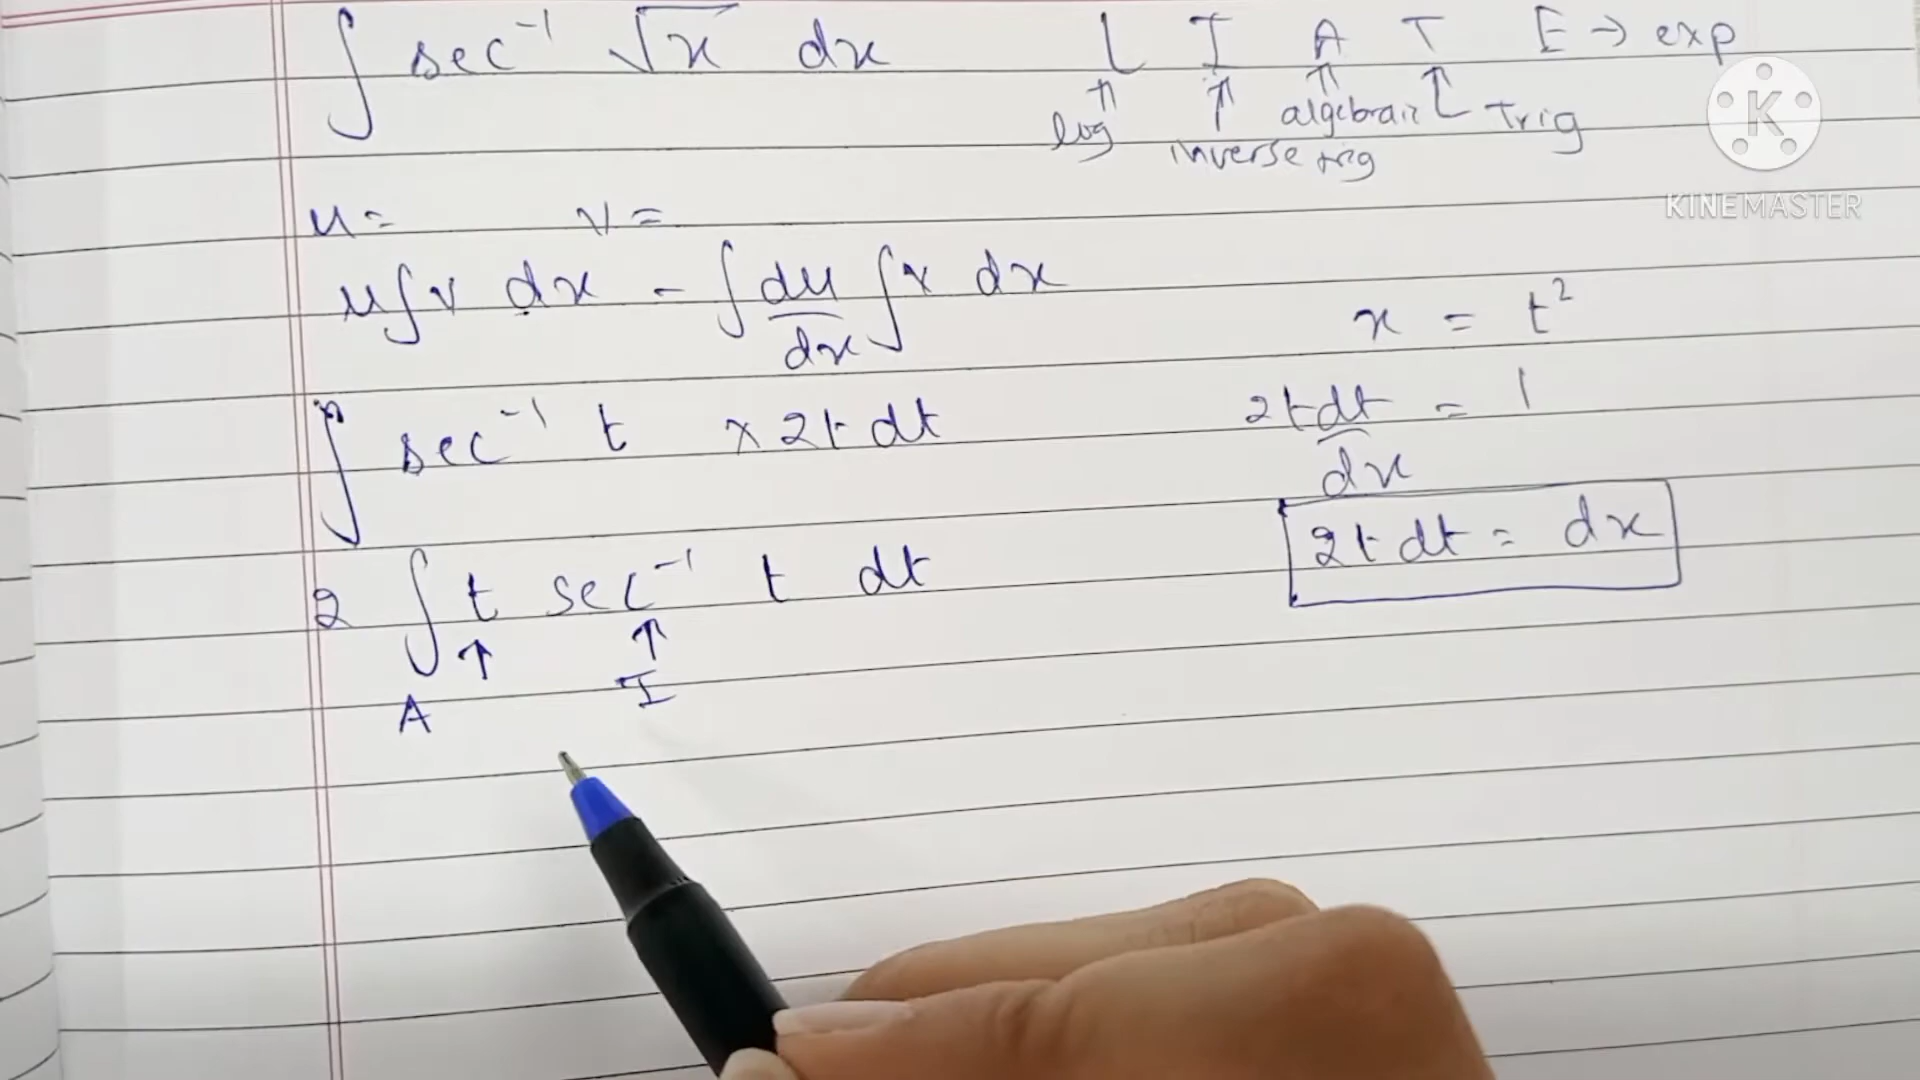 ∫ sec⁻¹ √x dx
L I A T E → exp
↑ ↑ ↑ ↑
log inverse trig algebraic Trig
K
KINEMASTER
u = v =
u∫v dx - ∫du/dx ∫v dx
x = t²
∫ sec⁻¹ t × 2t dt
2t dt/dx = 1
2t dt = dx
2 ∫ t sec⁻¹ t dt
↑ ↑
A I